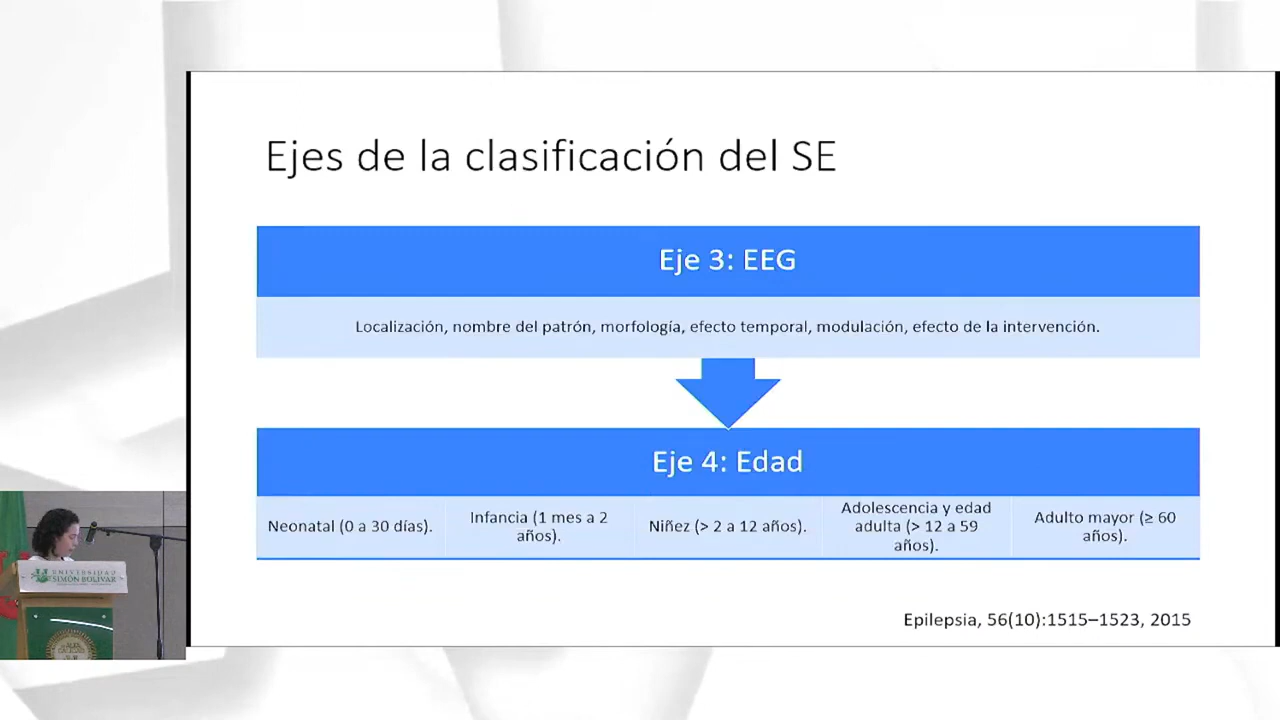 Ejes de la clasificación del SE
Eje 3: EEG
Localización, nombre del patrón, morfología, efecto temporal, modulación, efecto de la intervención.
Eje 4: Edad
Neonatal (0 a 30 días).
Infancia (1 mes a 2
años).
Niñez (> 2 a 12 años).
Adolescencia y edad
adulta (> 12 a 59
años).
Adulto mayor (≥ 60
años).
Epilepsia, 56(10):1515–1523, 2015
UNIVERSIDAD
SIMÓN BOLÍVAR